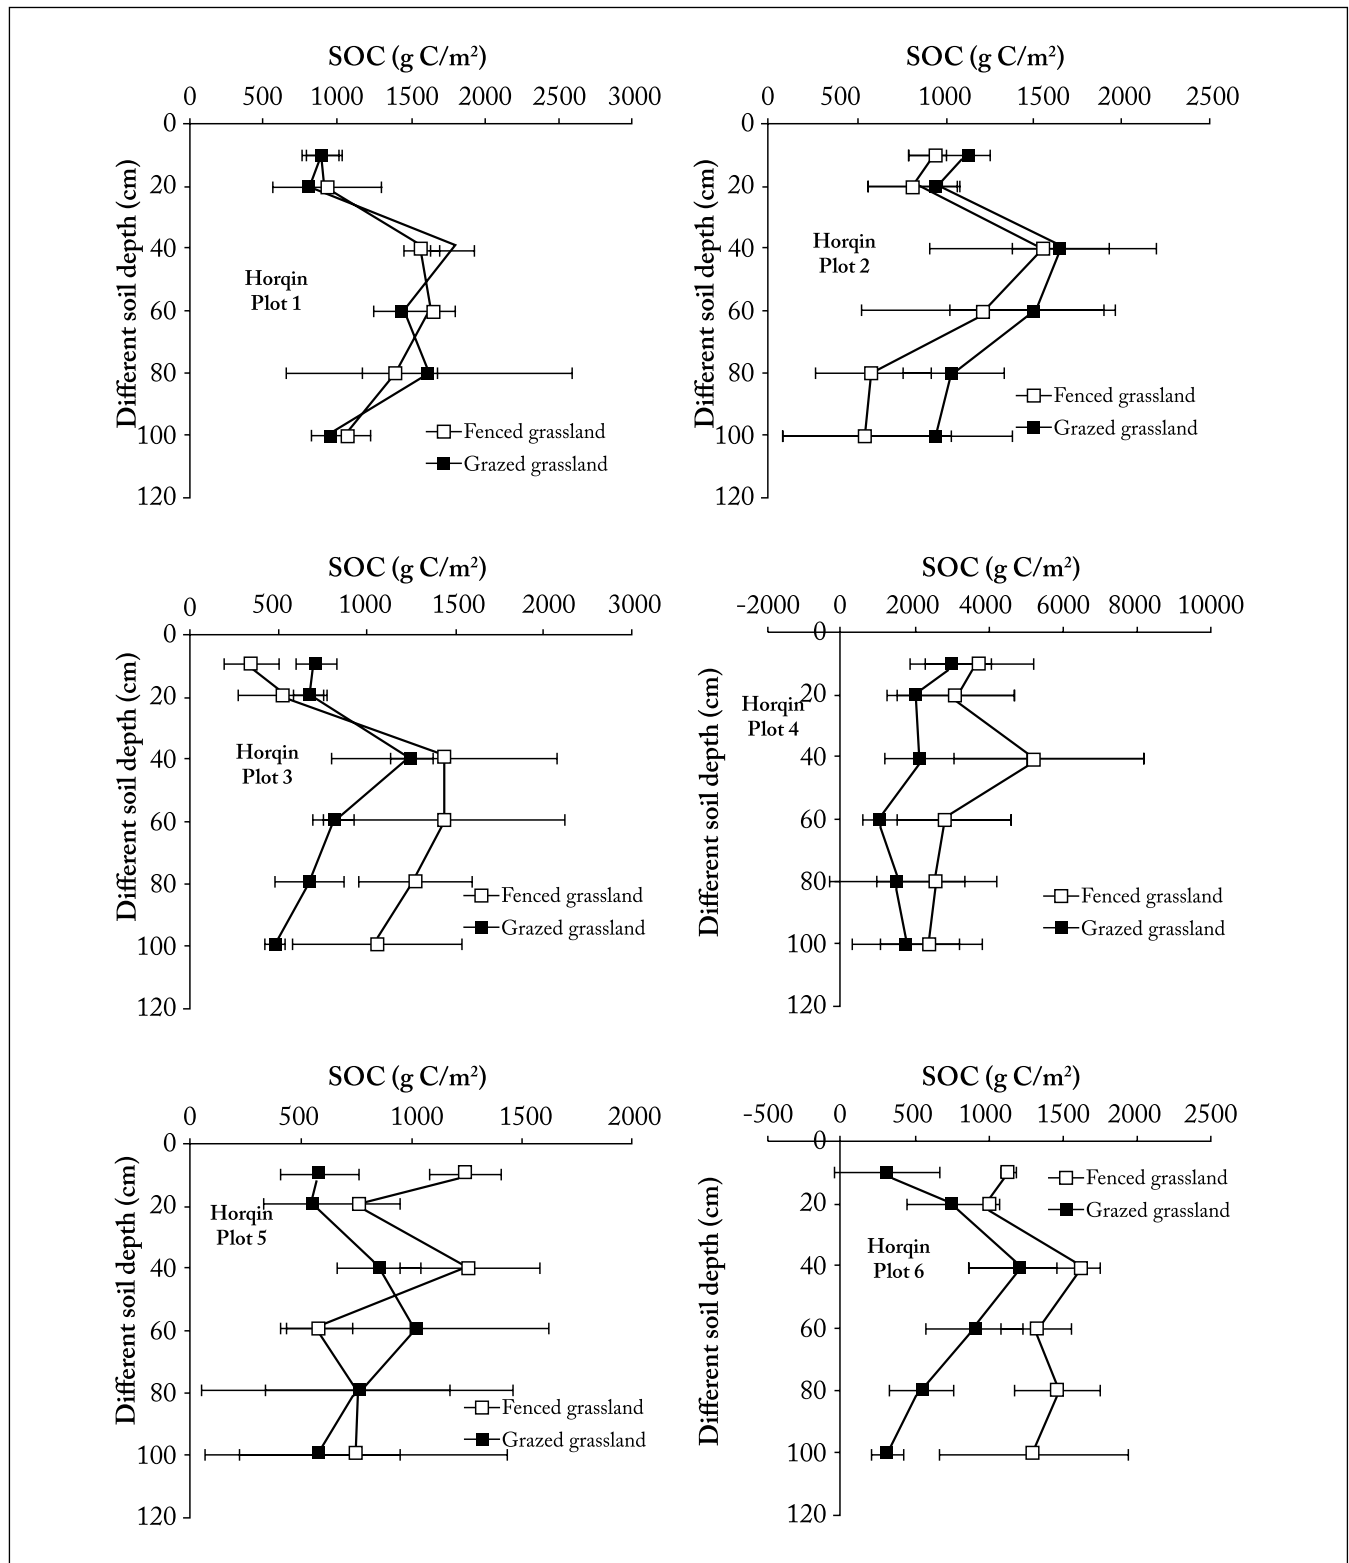 SOC (g C/m²)
0 500 1000 1500 2000 2500 3000
Different soil depth (cm)
0
20
40
60
80
100
120
Horqin
Plot 1
Fenced grassland
Grazed grassland
SOC (g C/m²)
0 500 1000 1500 2000 2500
Different soil depth (cm)
0
20
40
60
80
100
120
Horqin
Plot 2
Fenced grassland
Grazed grassland
SOC (g C/m²)
0 500 1000 1500 2000 3000
Different soil depth (cm)
0
20
40
60
80
100
120
Horqin
Plot 3
Fenced grassland
Grazed grassland
SOC (g C/m²)
-2000 0 2000 4000 6000 8000 10000
Different soil depth (cm)
0
20
40
60
80
100
120
Horqin
Plot 4
Fenced grassland
Grazed grassland
SOC (g C/m²)
0 500 1000 1500 2000
Different soil depth (cm)
0
20
40
60
80
100
120
Horqin
Plot 5
Fenced grassland
Grazed grassland
SOC (g C/m²)
-500 0 500 1000 1500 2000 2500
Different soil depth (cm)
0
20
40
60
80
100
120
Horqin
Plot 6
Fenced grassland
Grazed grassland